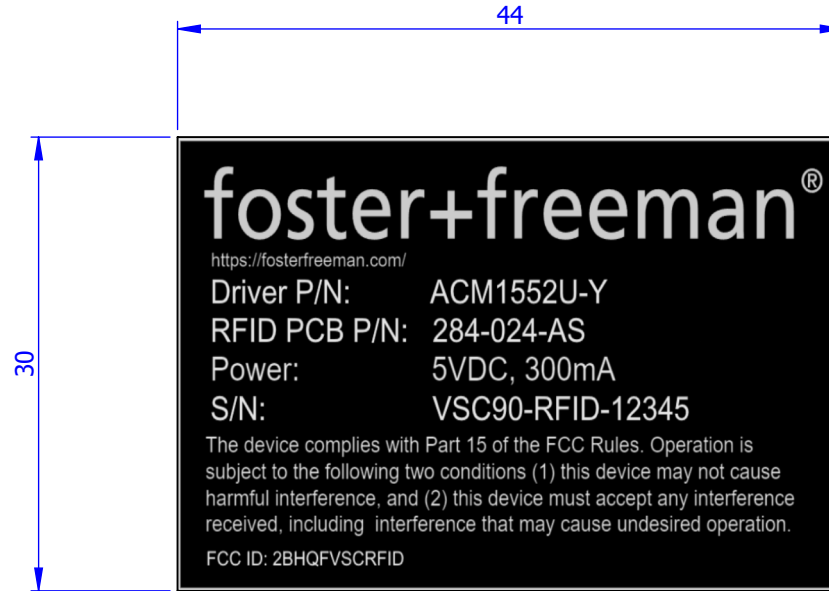 44
30
foster+freeman®
https://fosterfreeman.com/
Driver P/N: ACM1552U-Y
RFID PCB P/N: 284-024-AS
Power: 5VDC, 300mA
S/N: VSC90-RFID-12345
The device complies with Part 15 of the FCC Rules. Operation is
subject to the following two conditions (1) this device may not cause
harmful interference, and (2) this device must accept any interference
received, including interference that may cause undesired operation.
FCC ID: 2BHQFVSCRFID